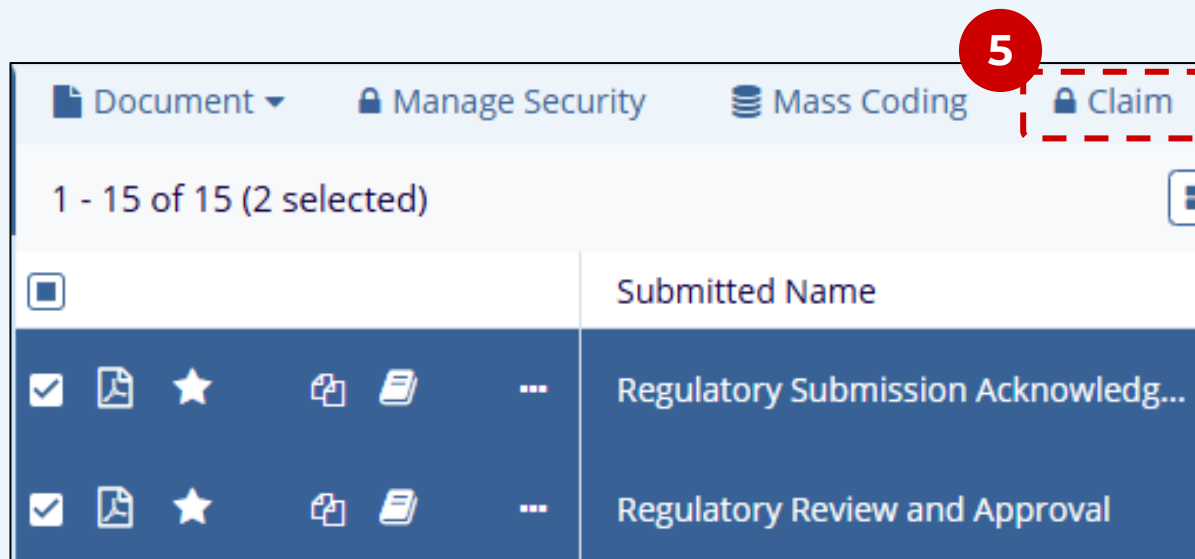 5
Document Manage Security Mass Coding Claim
1 - 15 of 15 (2 selected)
Submitted Name
Regulatory Submission Acknowledg...
Regulatory Review and Approval